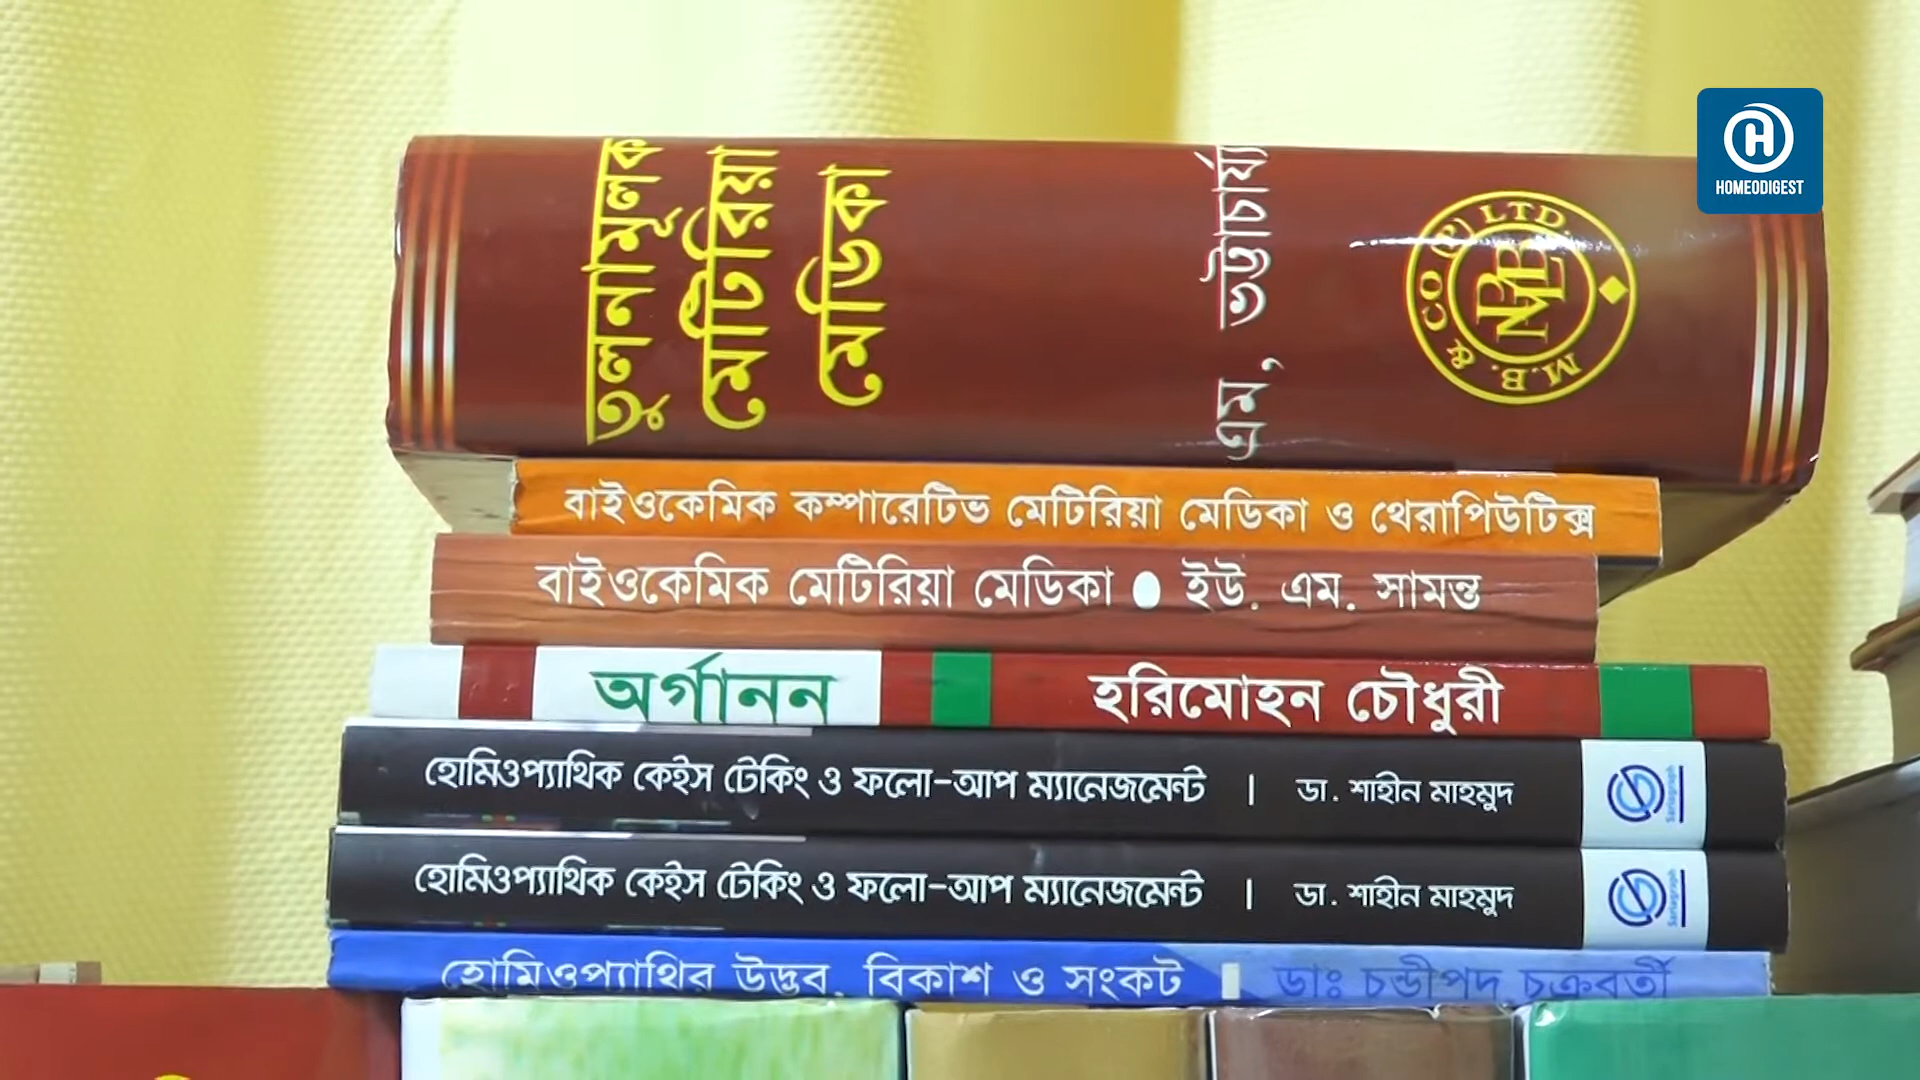 তুলনামূলক
মেটিরিয়া
মেডিকা
এম, ভট্টাচার্য্য
M.B. & CO (P) LTD.
HOMEODIGEST
বাইওকেমিক কম্পারেটিভ মেটিরিয়া মেডিকা ও থেরাপিউটিক্স
বাইওকেমিক মেটিরিয়া মেডিকা ● ইউ. এম. সামন্ত
অর্গানন হরিমোহন চৌধুরী
হোমিওপ্যাথিক কেইস টেকিং ও ফলো-আপ ম্যানেজমেন্ট | ডা. শাহীন মাহমুদ
হোমিওপ্যাথিক কেইস টেকিং ও ফলো-আপ ম্যানেজমেন্ট | ডা. শাহীন মাহমুদ
হোমিওপ্যাথির উদ্ভব, বিকাশ ও সংকট ডাঃ চন্ডীপদ চক্রবর্তী